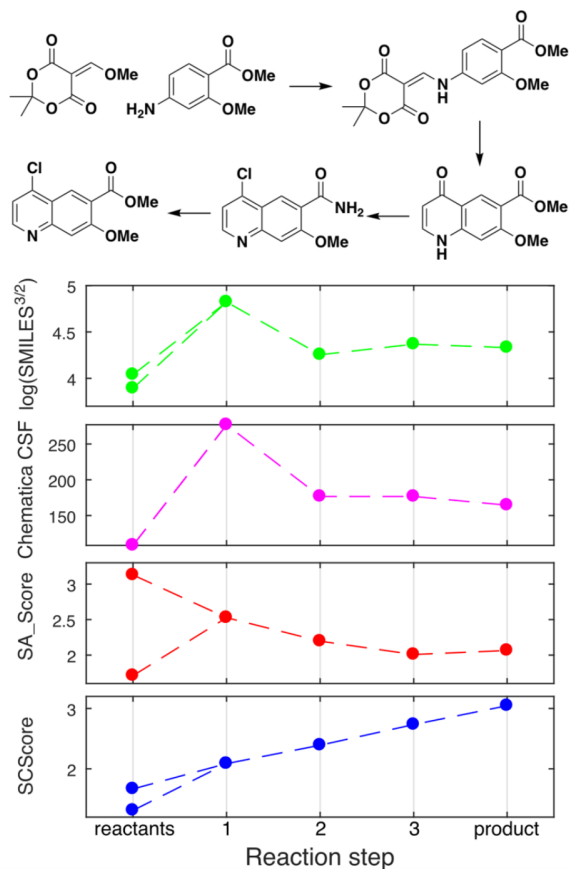 O O OMe O O O
O OMe OMe H2N
O O O O N H O OMe OMe
Cl O OMe OMe N
Cl O NH2 OMe N
O O OMe OMe N H
log(SMILES3/2)
5
4.5
4
Chematica CSF
250
200
150
SA_Score
3
2.5
2
SCScore
3
2
reactants 1 2 3 product
Reaction step